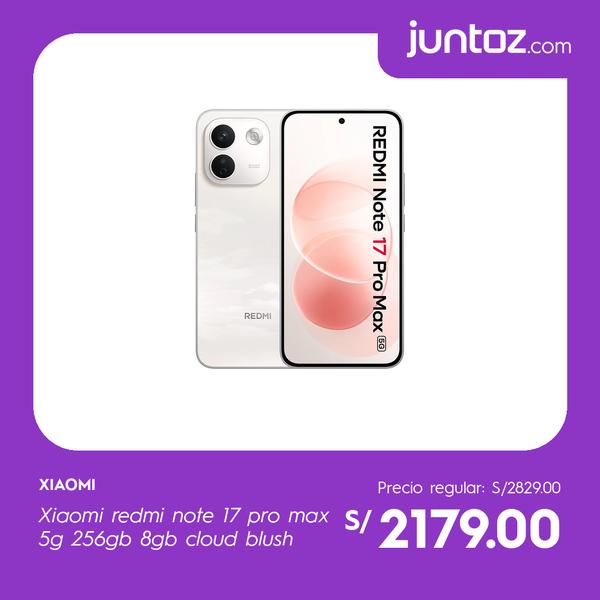 juntoz.com
REDMI Note 17 Pro Max 5G
REDMI
XIAOMI
Xiaomi redmi note 17 pro max
5g 256gb 8gb cloud blush
Precio regular: S/2829.00
S/ 2179.00